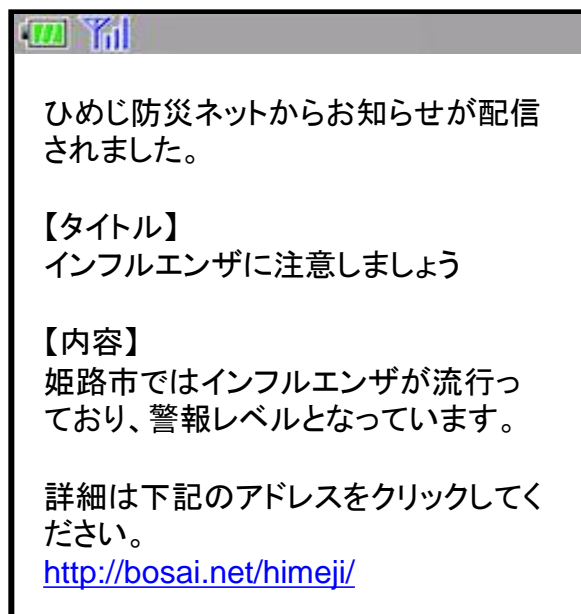 ひめじ防災ネットからお知らせが配信
されました。
【タイトル】
インフルエンザに注意しましょう
【内容】
姫路市ではインフルエンザが流行っ
ており、警報レベルとなっています。
詳細は下記のアドレスをクリックしてく
ださい。
http://bosai.net/himeji/